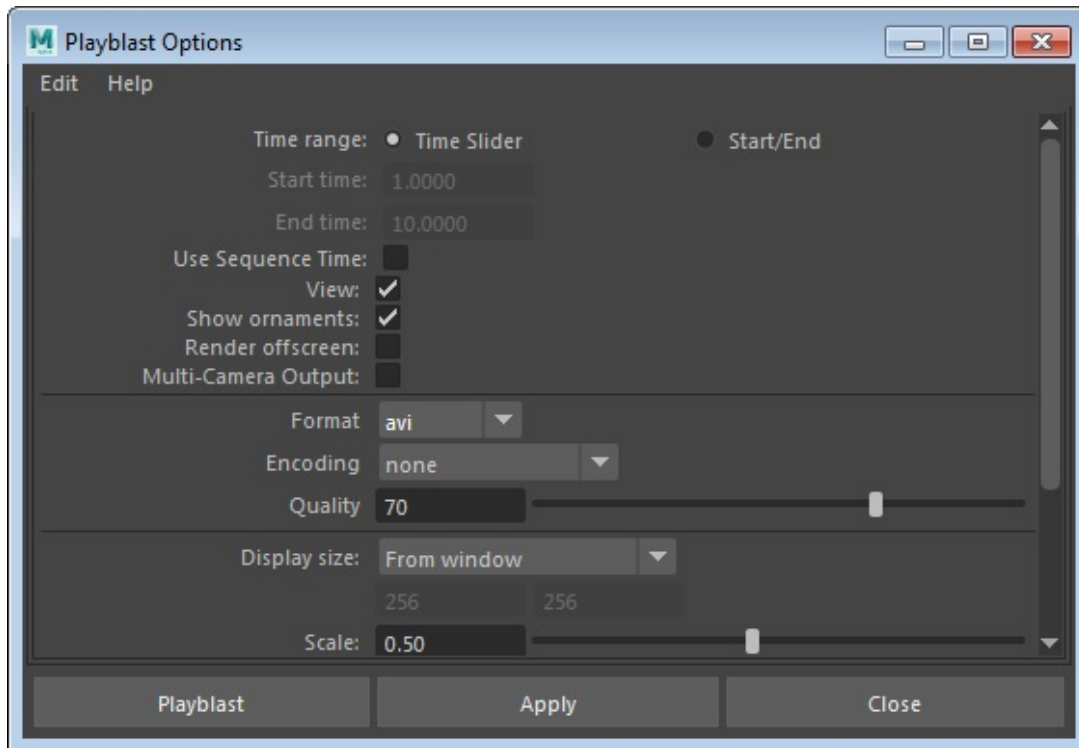 Playblast Options
Edit Help
Time range: Time Slider Start/End
Start time: 1.0000
End time: 10.0000
Use Sequence Time:
View:
Show ornaments:
Render offscreen:
Multi-Camera Output:
Format avi
Encoding none
Quality 70
Display size: From window
256 256
Scale: 0.50
Playblast Apply Close